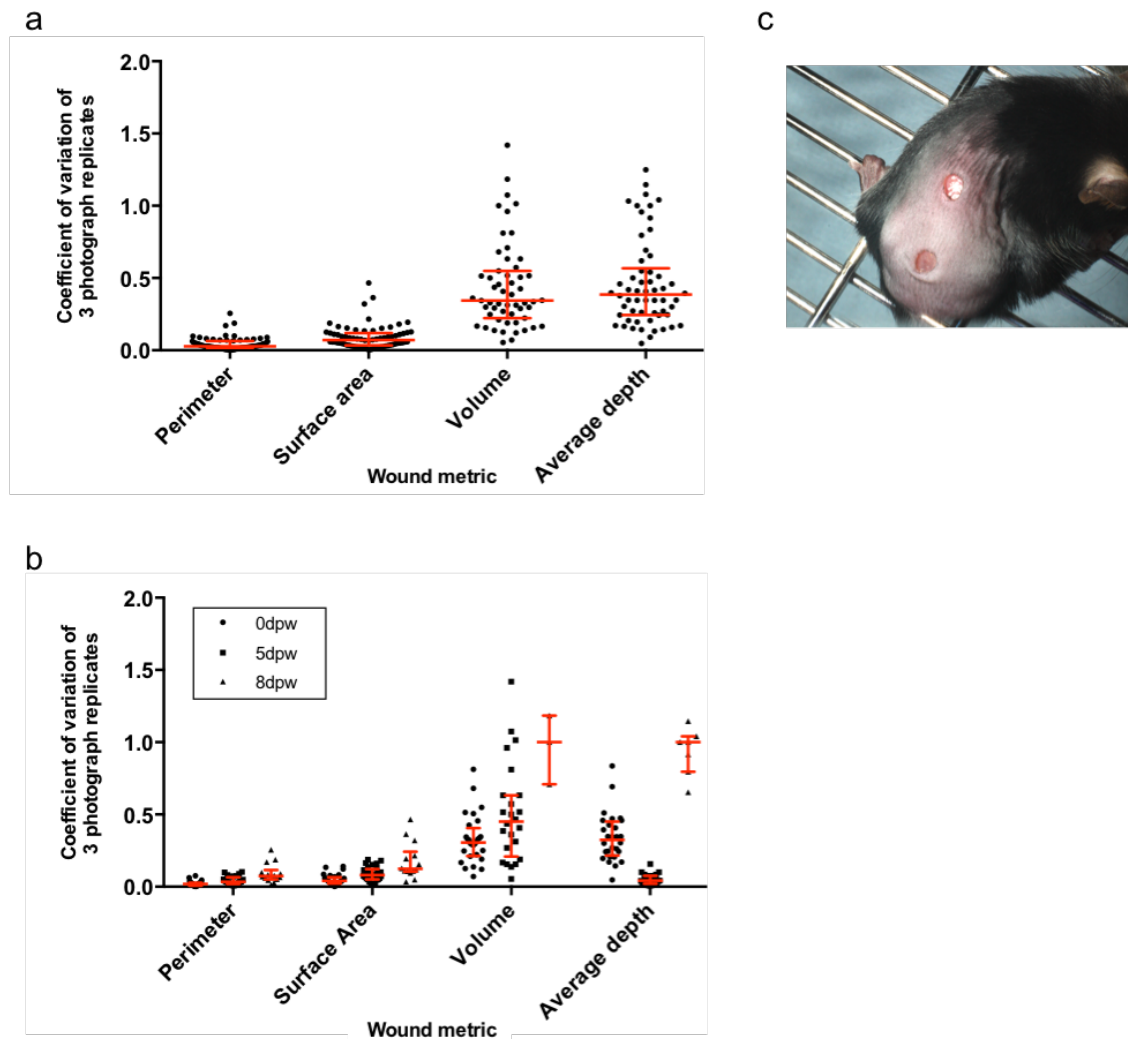 a
Coefficient of variation of
3 photograph replicates
2.0
1.5
1.0
0.5
0.0
Perimeter
Surface area
Volume
Average depth
Wound metric
c
b
Coefficient of variation of
3 photograph replicates
2.0
1.5
1.0
0.5
0.0
0dpw
5dpw
8dpw
Perimeter
Surface Area
Volume
Average depth
Wound metric